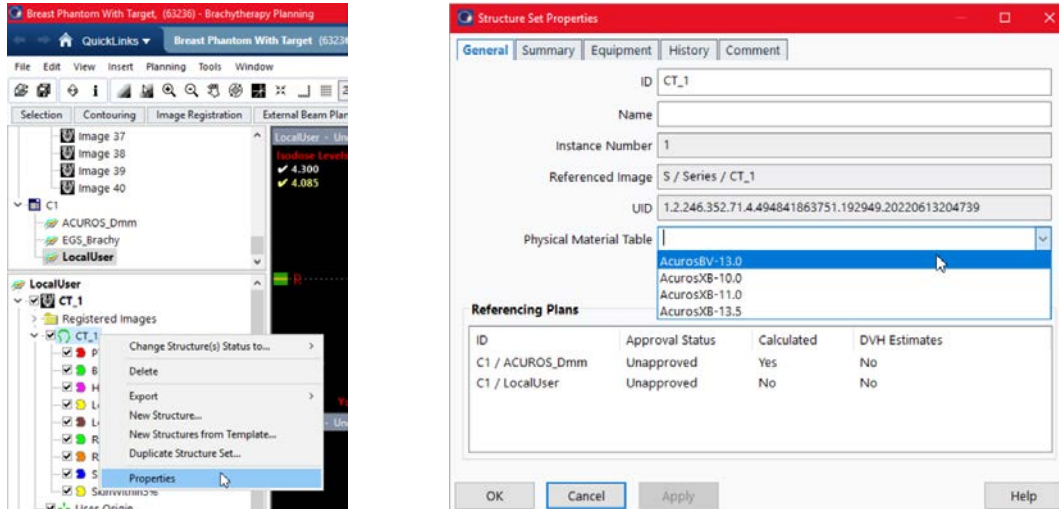 Breast Phantom With Target, (63236) - Brachytherapy Planning
QuickLinks
Breast Phantom With Target (6323
File Edit View Insert Planning Tools Window
Selection Contouring Image Registration External Beam Plan
Image 37
Image 38
Image 39
Image 40
C1
ACUROS_Dmm
EGS_Brachy
LocalUser
LocalUser - Un
Isodose Levels
4.300
4.085
R
LocalUser
CT_1
Registered Images
CT_1
Change Structure(s) Status to...
Delete
Export
New Structure...
New Structures from Template...
Duplicate Structure Set...
Properties
P
B
H
L
L
R
R
S
SkinWithin5%
User Origin
Structure Set Properties
General Summary Equipment History Comment
ID CT_1
Name
Instance Number 1
Referenced Image S / Series / CT_1
UID 1.2.246.352.71.4.494841863751.192949.20220613204739
Physical Material Table
AcurosBV-13.0
AcurosXB-10.0
AcurosXB-11.0
AcurosXB-13.5
Referencing Plans
ID Approval Status Calculated DVH Estimates
C1 / ACUROS_Dmm Unapproved Yes No
C1 / LocalUser Unapproved No No
OK Cancel Apply Help